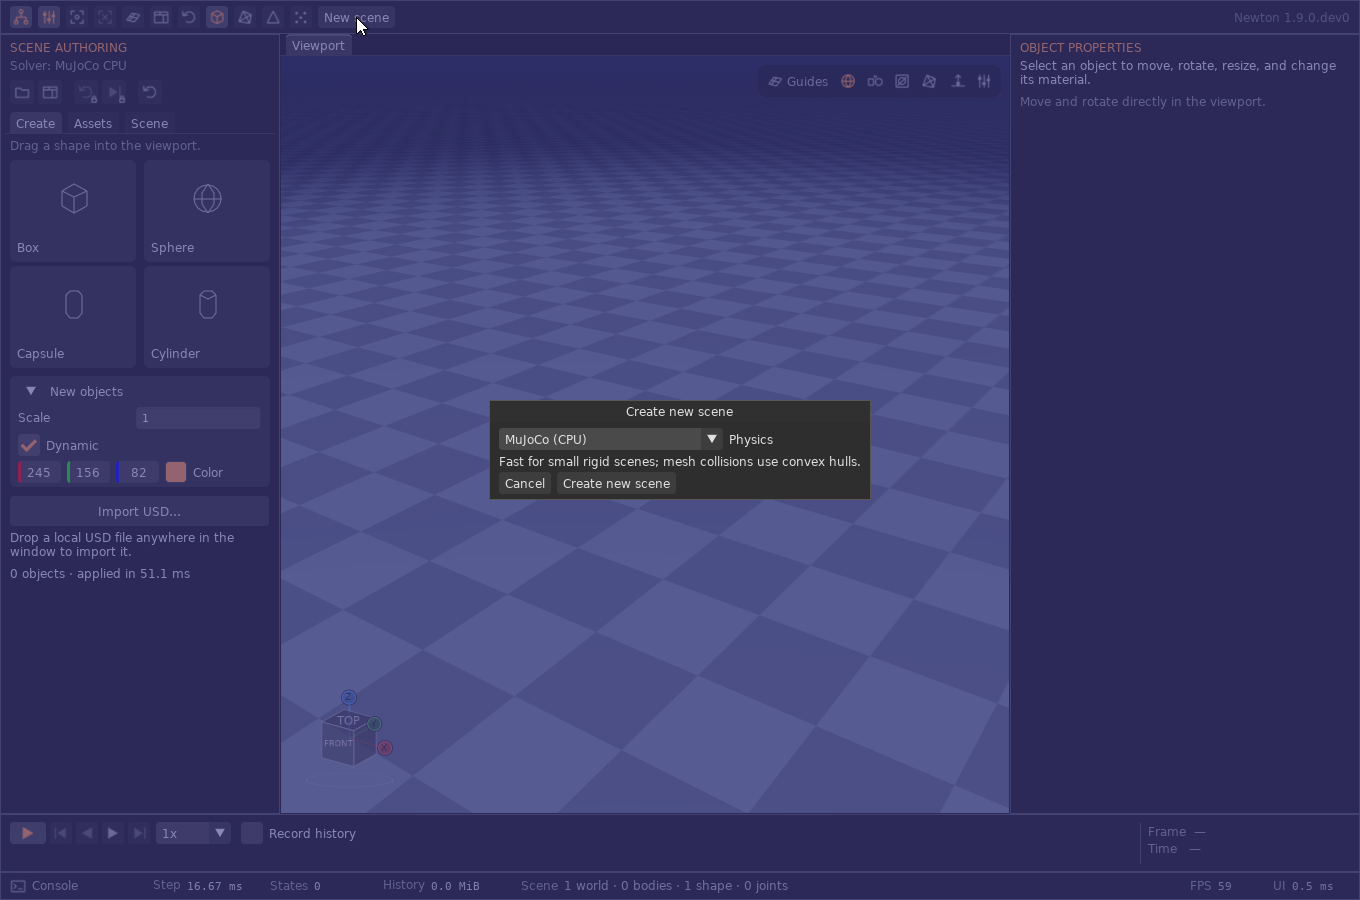 New scene
Newton 1.9.0.dev0
SCENE AUTHORING
Solver: MuJoCo CPU
Create
Assets
Scene
Drag a shape into the viewport.
Box
Sphere
Capsule
Cylinder
New objects
Scale
1
Dynamic
245
156
82
Color
Import USD...
Drop a local USD file anywhere in the
window to import it.
0 objects · applied in 51.1 ms
Viewport
Guides
Create new scene
MuJoCo (CPU)
Physics
Fast for small rigid scenes; mesh collisions use convex hulls.
Cancel
Create new scene
Z
TOP
FRONT
X
OBJECT PROPERTIES
Select an object to move, rotate, resize, and change
its material.
Move and rotate directly in the viewport.
1x
Record history
Frame —
Time —
Console
Step 16.67 ms
States 0
History 0.0 MiB
Scene 1 world · 0 bodies · 1 shape · 0 joints
FPS 59
UI 0.5 ms